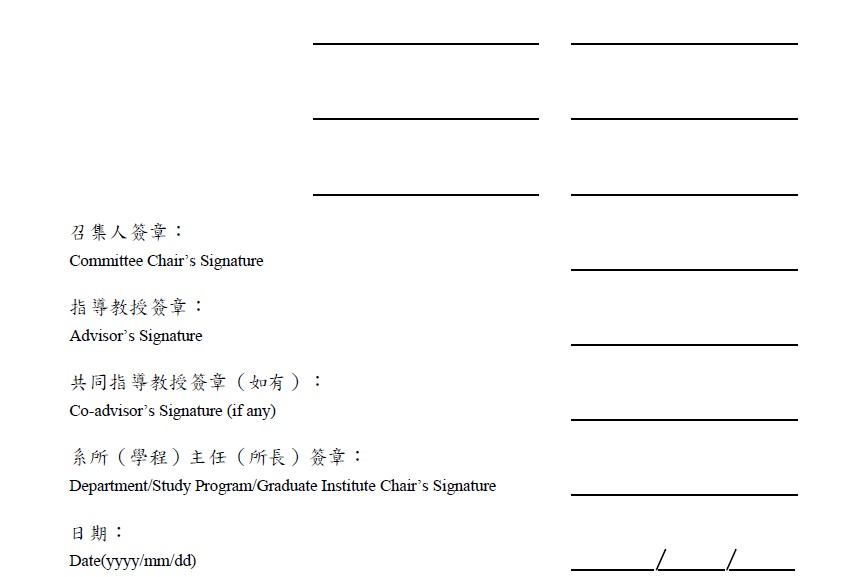 召集人簽章：
Committee Chair’s Signature
指導教授簽章：
Advisor’s Signature
共同指導教授簽章（如有）：
Co-advisor’s Signature (if any)
系所（學程）主任（所長）簽章：
Department/Study Program/Graduate Institute Chair’s Signature
日期：
Date(yyyy/mm/dd) / /